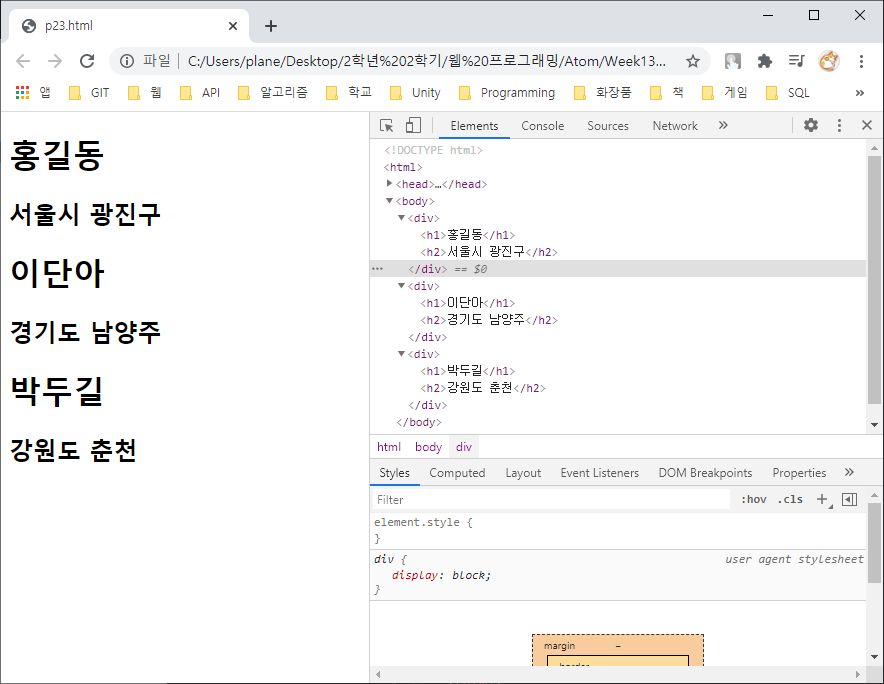 p23.html
파일 C:/Users/plane/Desktop/2학년%202학기/웹%20프로그래밍/Atom/Week13...
앱 GIT 웹 API 알고리즘 학교 Unity Programming 화장품 책 게임 SQL »
홍길동
서울시 광진구
이단아
경기도 남양주
박두길
강원도 춘천
Elements Console Sources Network »
<!DOCTYPE html>
<html>
<head>…</head>
<body>
<div>
<h1>홍길동</h1>
<h2>서울시 광진구</h2>
</div> == $0
<div>
<h1>이단아</h1>
<h2>경기도 남양주</h2>
</div>
<div>
<h1>박두길</h1>
<h2>강원도 춘천</h2>
</div>
</body>
html body div
Styles Computed Layout Event Listeners DOM Breakpoints Properties »
Filter :hov .cls +
element.style {
}
div { user agent stylesheet
display: block;
}
margin –
border